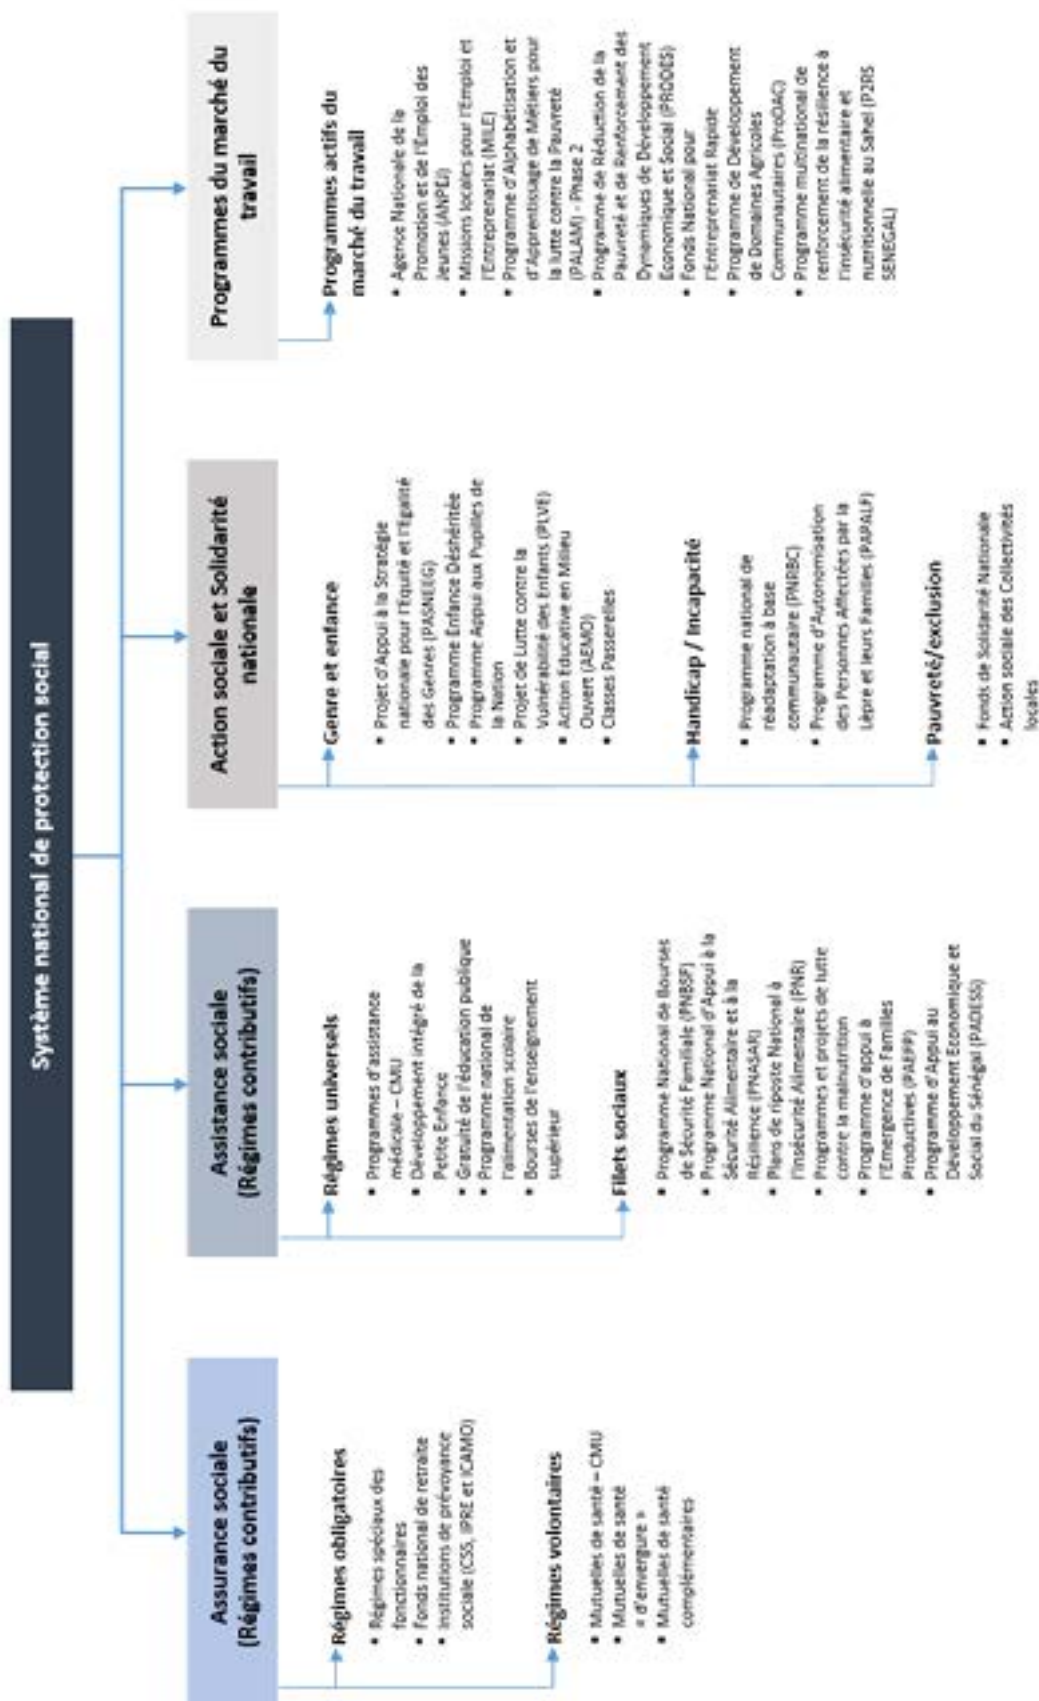 Système national de protection social
Assurance sociale
(Régimes contributifs)
Régimes obligatoires
▪ Régimes spéciaux des
fonctionnaires
▪ Fonds national de retraite
▪ Institutions de prévoyance
sociale (CSS, IPRE et ICAMO)
Régimes volontaires
▪ Mutuelles de santé – CMU
▪ Mutuelles de santé
« d'envergure »
▪ Mutuelles de santé
complémentaires
Assistance sociale
(Régimes contributifs)
Régimes universels
▪ Programmes d'assistance
médicale – CMU
▪ Développement intégré de la
Petite Enfance
▪ Gratuité de l'éducation publique
▪ Programme national de
l'alimentation scolaire
▪ Bourses de l'enseignement
supérieur
Filets sociaux
▪ Programme National de Bourses
de Sécurité Familiale (PNBSF)
▪ Programme National d'Appui à la
Sécurité Alimentaire et à la
Résilience (PNASAR)
▪ Plans de riposte National à
l'Insécurité Alimentaire (PNR)
▪ Programmes et projets de lutte
contre la malnutrition
▪ Programme d'appui à
l'Emergence de Familles
Productives (PAEFP)
▪ Programme d'Appui au
Développement Economique et
Social du Sénégal (PADESS)
Action sociale et Solidarité
nationale
Genre et enfance
▪ Projet d'Appui à la Stratégie
nationale pour l'Equité et l'Egalité
des Genres (PASNEEG)
▪ Programme Enfance Déshéritée
▪ Programme Appui aux Pupilles de
la Nation
▪ Projet de Lutte contre la
Vulnérabilité des Enfants (PLVE)
▪ Action Educative en Milieu
Ouvert (AEMO)
▪ Classes Passerelles
Handicap / Incapacité
▪ Programme national de
réadaptation à base
communautaire (PNRBC)
▪ Programme d'Autonomisation
des Personnes Affectées par la
Lèpre et leurs Familles (PAPALF)
Pauvreté/exclusion
▪ Fonds de Solidarité Nationale
▪ Action sociale des Collectivités
locales
Programmes du marché du
travail
Programmes actifs du
marché du travail
▪ Agence Nationale de la
Promotion et de l'Emploi des
Jeunes (ANPEJ)
▪ Missions locales pour l'Emploi et
l'Entreprenariat (MILE)
▪ Programme d'Alphabétisation et
d'Apprentissage de Métiers pour
la lutte contre la Pauvreté
(PALAM) - Phase 2
▪ Programme de Réduction de la
Pauvreté et de Renforcement des
Dynamiques de Développement
Economique et Social (PRODES)
▪ Fonds National pour
l'Entreprenariat Rapide
▪ Programme de Développement
de Domaines Agricoles
Communautaires (ProDAC)
▪ Programme multinational de
renforcement de la résilience à
l'insécurité alimentaire et
nutritionnelle au Sahel (P2RS
SENEGAL)